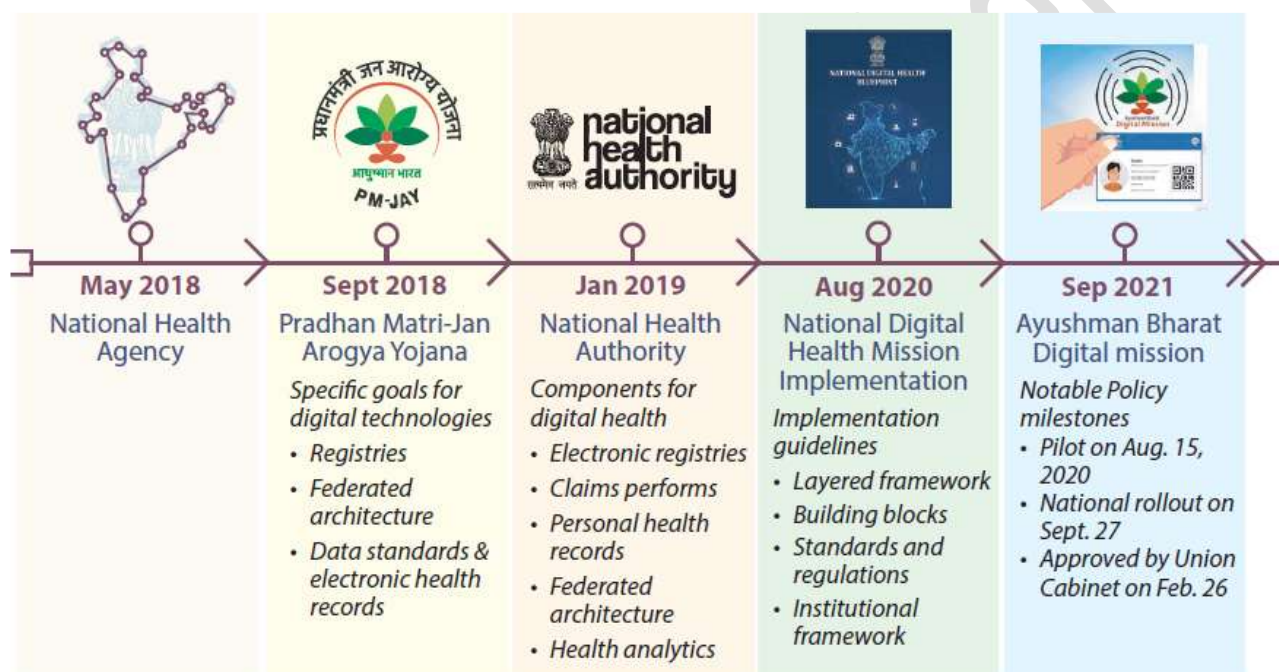 प्रधानमंत्री जन आरोग्य योजना
आयुष्मान भारत
PM-JAY
सत्यमेव जयते
national
health
authority
NATIONAL DIGITAL HEALTH
BLUEPRINT
Ayushman Bharat
Digital Mission
May 2018
National Health
Agency
Sept 2018
Pradhan Matri-Jan
Arogya Yojana
Specific goals for
digital technologies
• Registries
• Federated
architecture
• Data standards &
electronic health
records
Jan 2019
National Health
Authority
Components for
digital health
• Electronic registries
• Claims performs
• Personal health
records
• Federated
architecture
• Health analytics
Aug 2020
National Digital
Health Mission
Implementation
Implementation
guidelines
• Layered framework
• Building blocks
• Standards and
regulations
• Institutional
framework
Sep 2021
Ayushman Bharat
Digital mission
Notable Policy
milestones
• Pilot on Aug. 15,
2020
• National rollout on
Sept. 27
• Approved by Union
Cabinet on Feb. 26